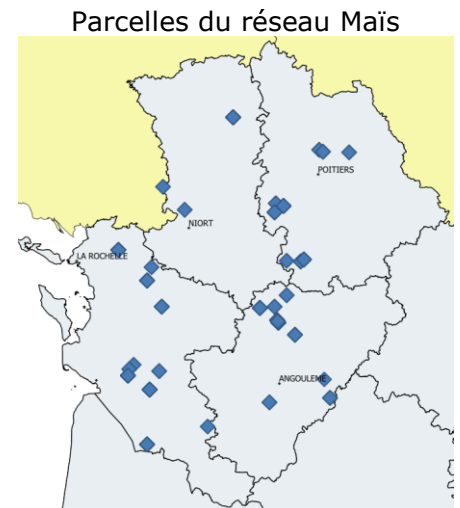 Parcelles du réseau Maïs
POITIERS
NIORT
LA ROCHELLE
ANGOULEME